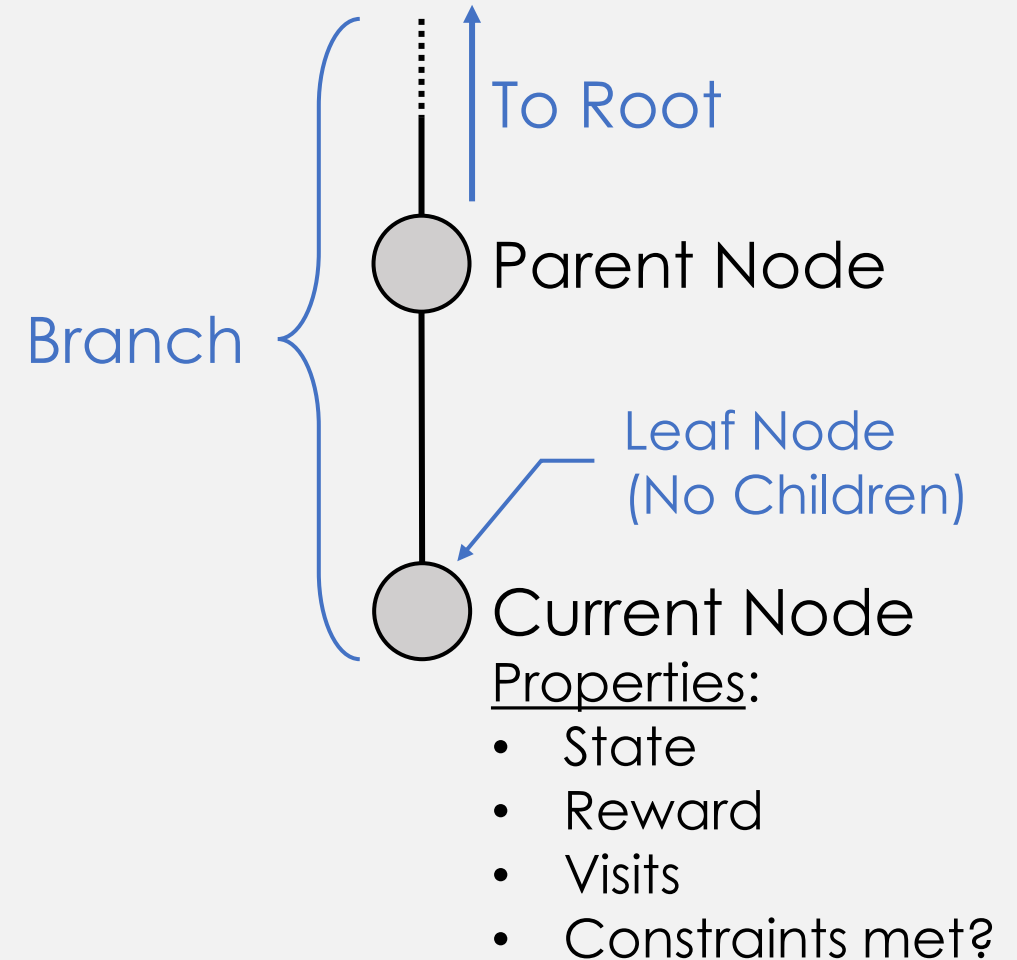 To Root
Parent Node
Branch
Leaf Node
(No Children)
Current Node
Properties:
• State
• Reward
• Visits
• Constraints met?